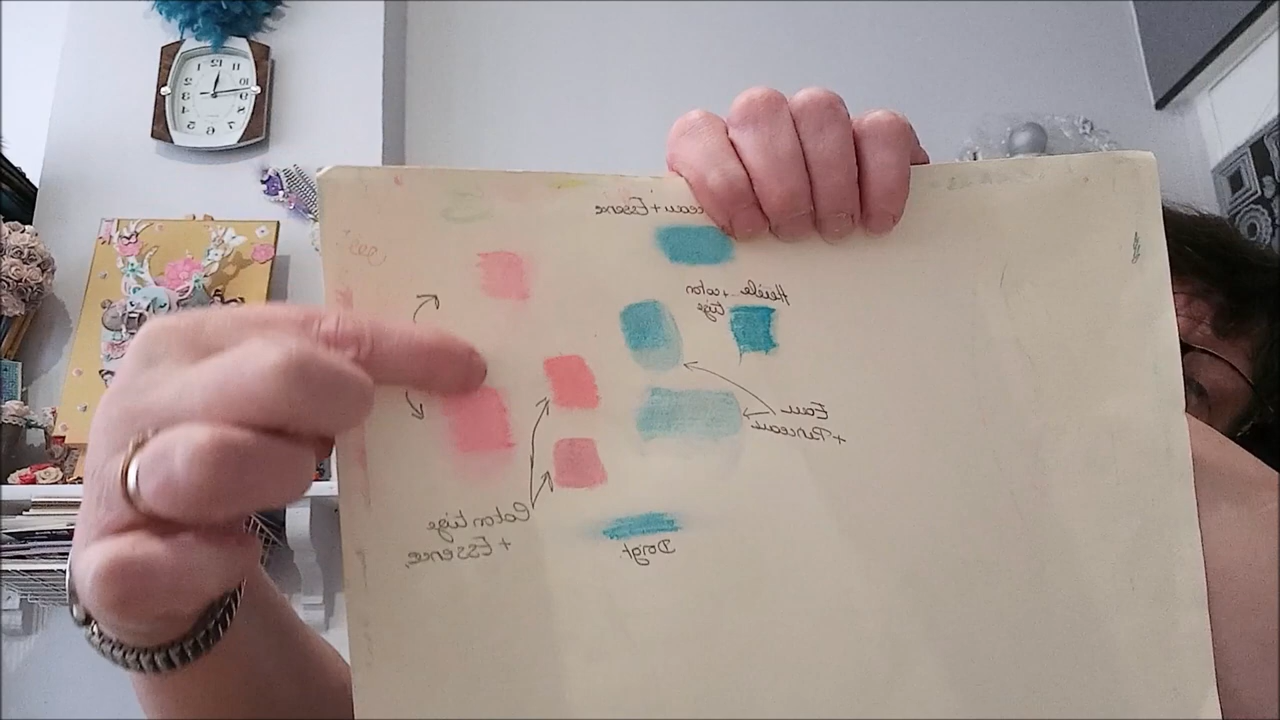 ceau + Essence
Huile + coton
tige
Eau
+ Pinceau
Coton tige
+ Essence
Doigt